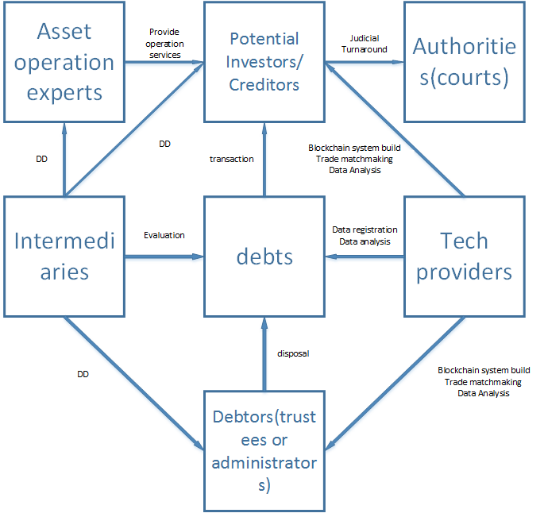 Asset
operation
experts
Provide
operation
services
Potential
Investors/
Creditors
Judicial
Turnaround
Authoritie
s(courts)
DD
DD
transaction
Blockchain system build
Trade matchmaking
Data Analysis
Intermedi
aries
Evaluation
debts
Data registration
Data analysis
Tech
providers
DD
disposal
Blockchain system build
Trade matchmaking
Data Analysis
Debtors(trust
ees or
administrator
s)